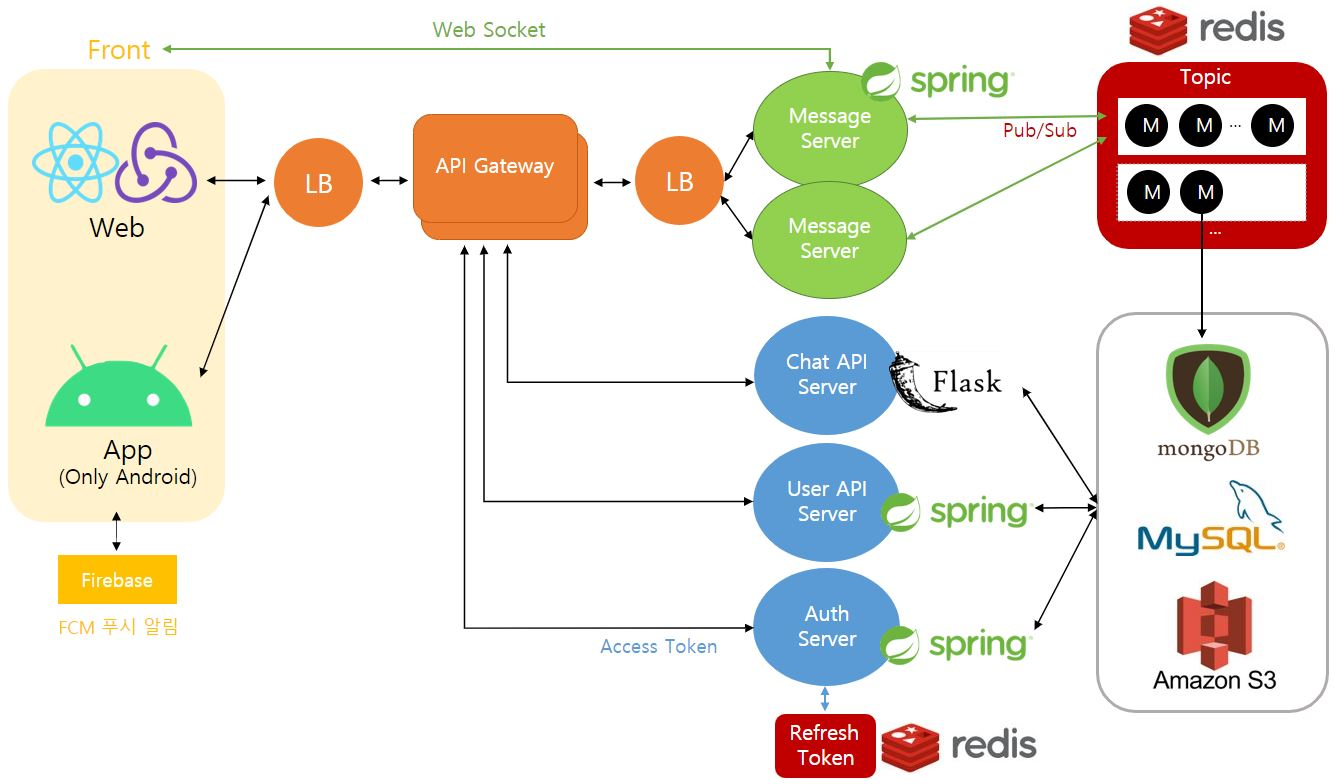 Web Socket
redis
Front
spring
Topic
Message
Server
Pub/Sub
M
M
...
M
LB
API Gateway
LB
M
M
...
Web
Message
Server
Chat API
Server
Flask
App
(Only Android)
mongoDB
User API
Server
spring
MySQL®
Firebase
FCM 푸시 알림
Auth
Server
spring
Access Token
Amazon S3
Refresh
Token
redis